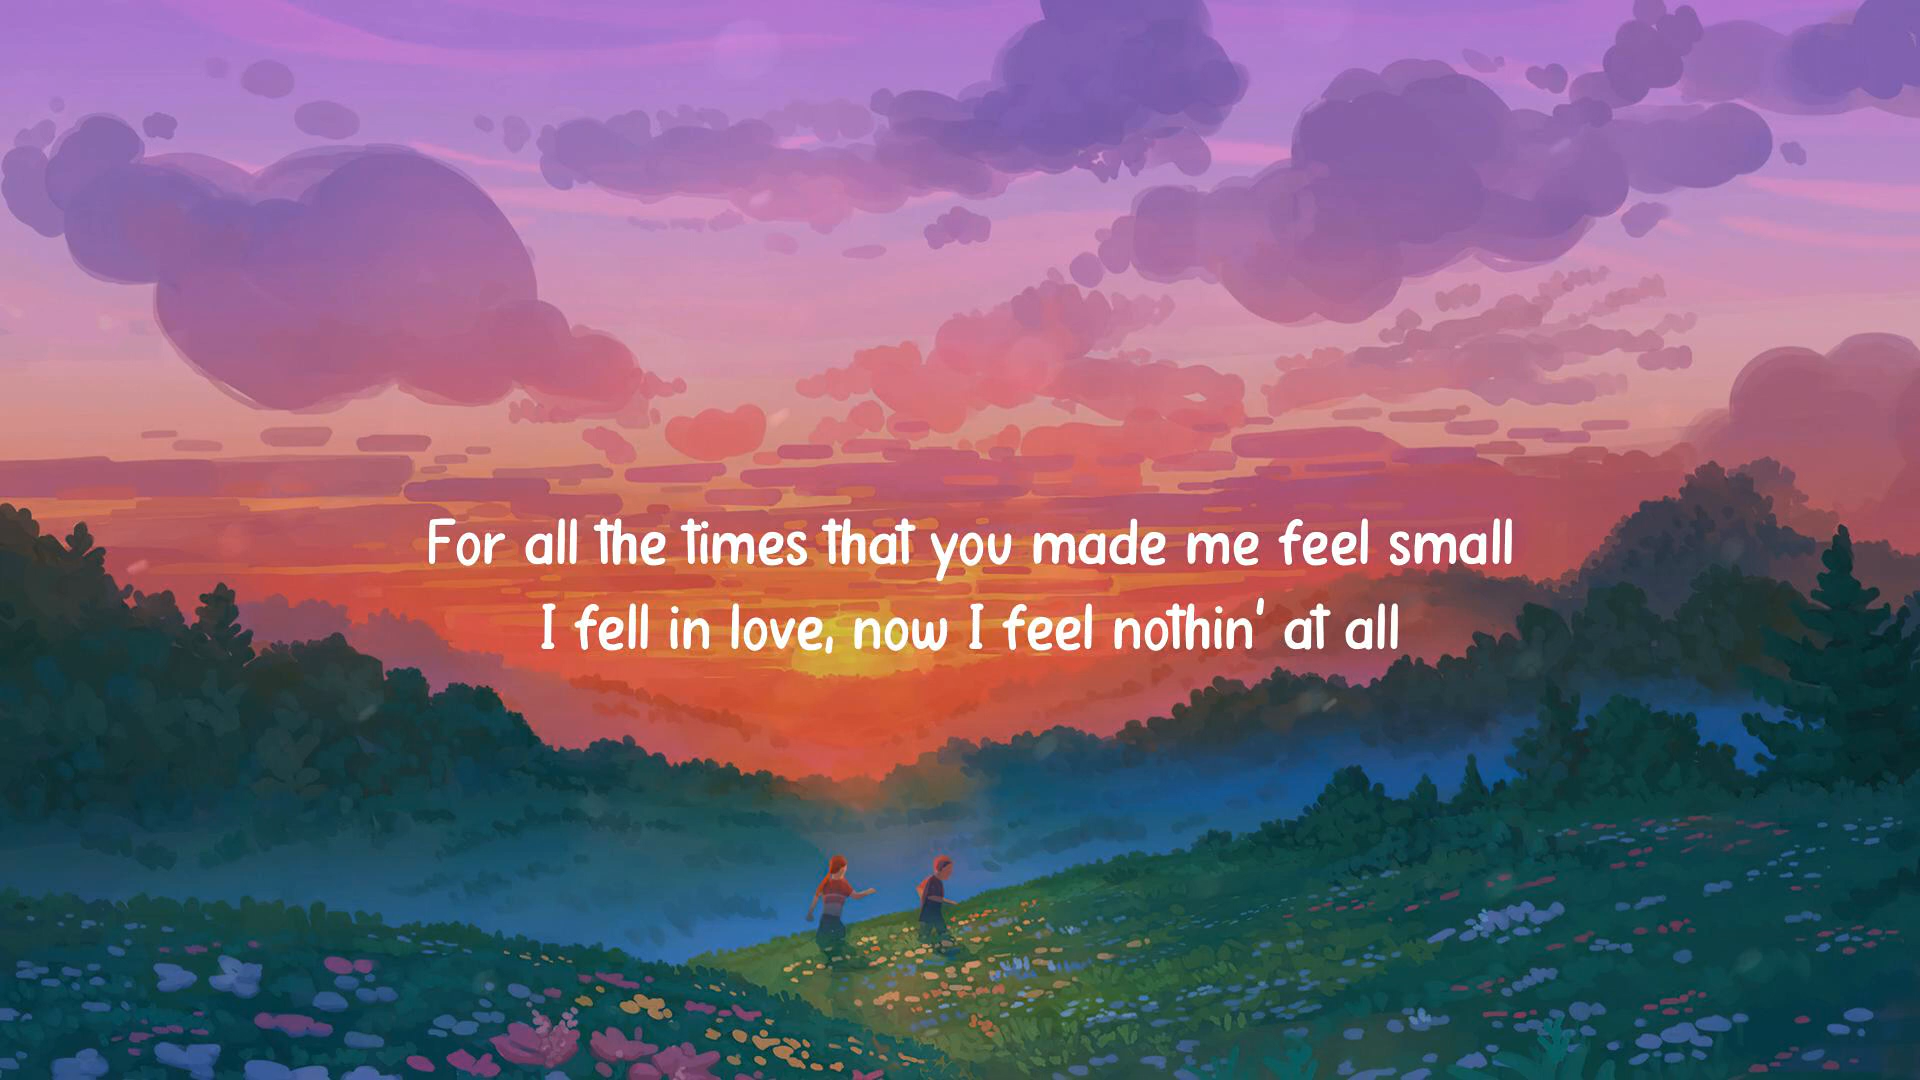 For all the times that you made me feel small
I fell in love, now I feel nothin' at all